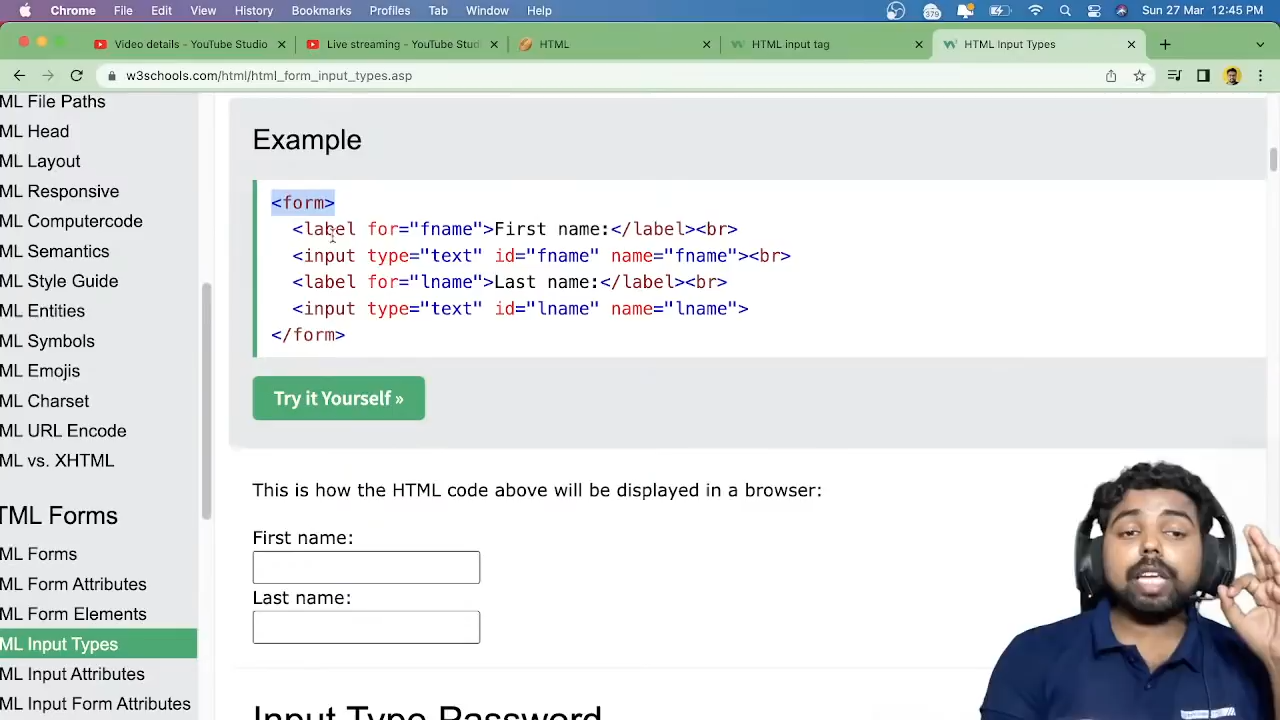 Chrome File Edit View History Bookmarks Profiles Tab Window Help 379 Sun 27 Mar 12:45 PM
Video details - YouTube Studio Live streaming - YouTube Stud HTML HTML input tag HTML Input Types
w3schools.com/html/html_form_input_types.asp
ML File Paths
ML Head
ML Layout
ML Responsive
ML Computercode
ML Semantics
ML Style Guide
ML Entities
ML Symbols
ML Emojis
ML Charset
ML URL Encode
ML vs. XHTML
TML Forms
ML Forms
ML Form Attributes
ML Form Elements
ML Input Types
ML Input Attributes
ML Input Form Attributes
Example
<form>
<label for="fname">First name:</label><br>
<input type="text" id="fname" name="fname"><br>
<label for="lname">Last name:</label><br>
<input type="text" id="lname" name="lname">
</form>
Try it Yourself »
This is how the HTML code above will be displayed in a browser:
First name:
Last name:
Input Type Password